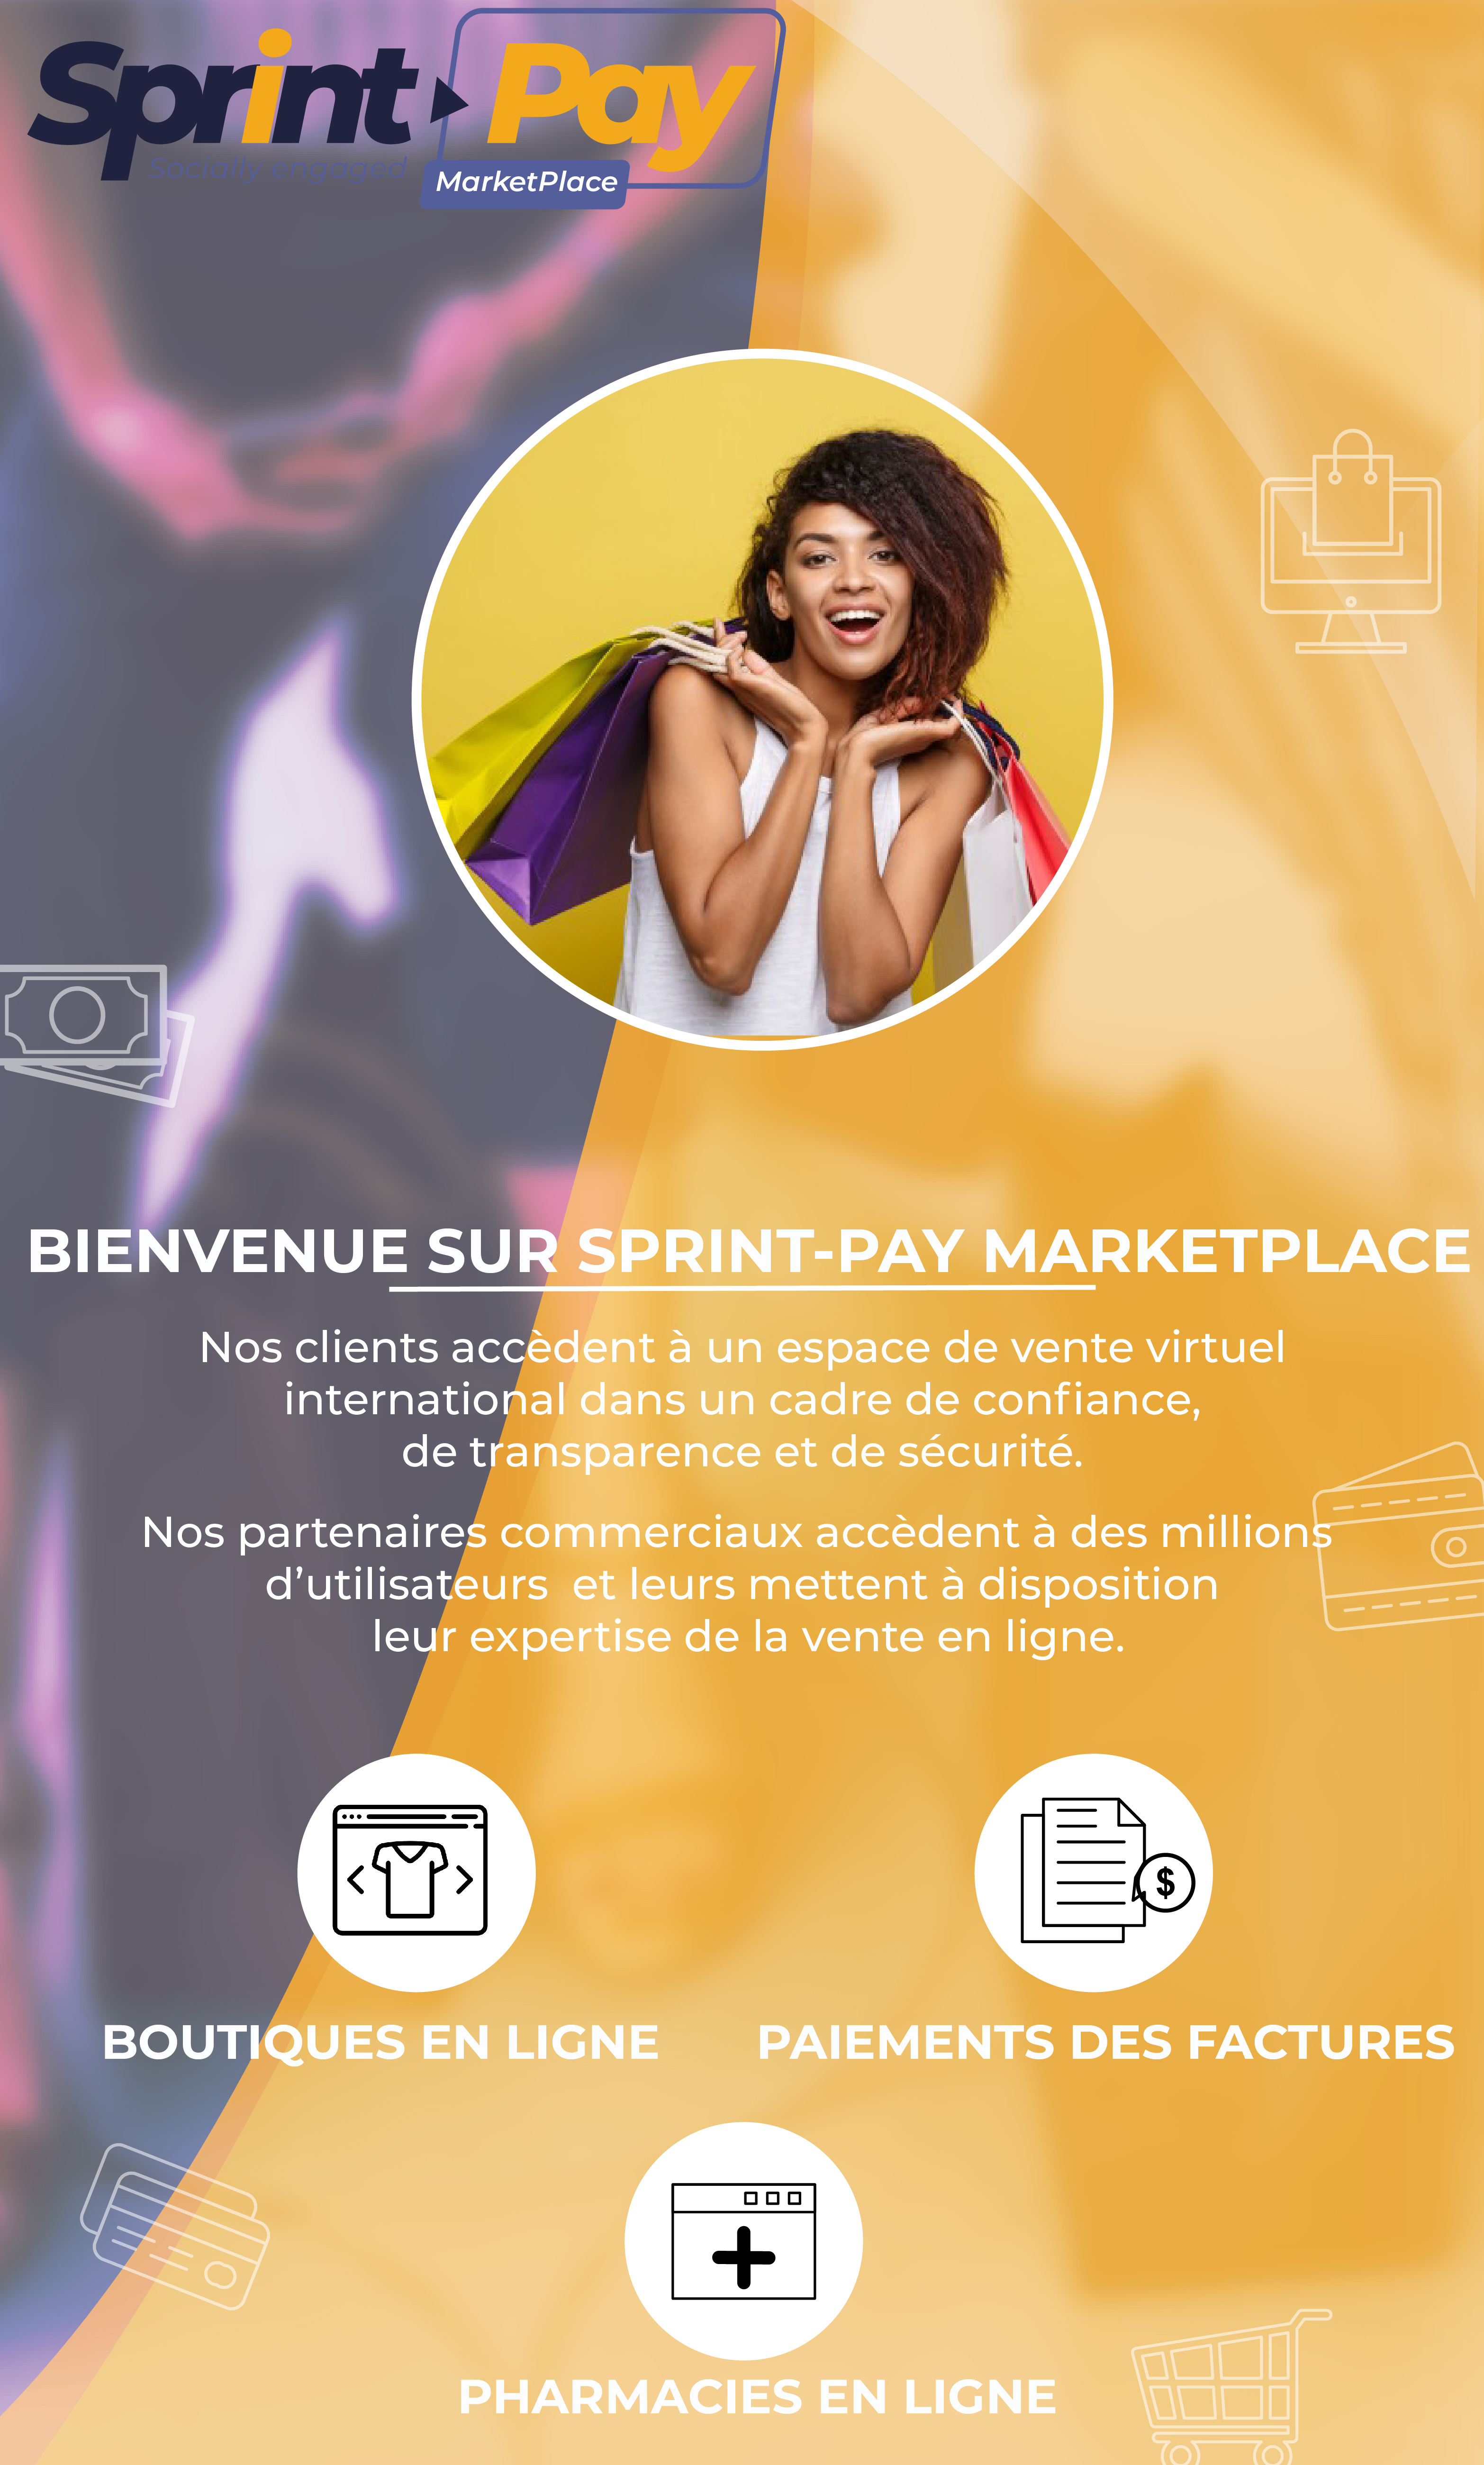 Sprint Pay
Socially engaged
MarketPlace
BIENVENUE SUR SPRINT-PAY MARKETPLACE
Nos clients accèdent à un espace de vente virtuel
international dans un cadre de confiance,
de transparence et de sécurité.
Nos partenaires commerciaux accèdent à des millions
d’utilisateurs  et leurs mettent à disposition
leur expertise de la vente en ligne.
$
BOUTIQUES EN LIGNE
PAIEMENTS DES FACTURES
PHARMACIES EN LIGNE